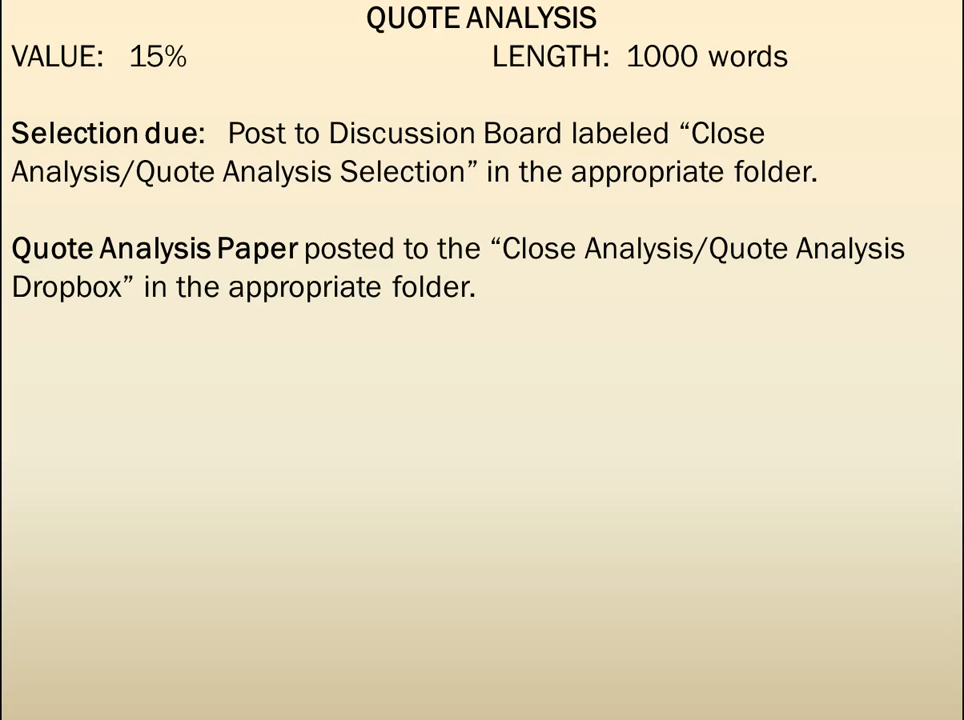 QUOTE ANALYSIS
VALUE: 15% LENGTH: 1000 words
Selection due: Post to Discussion Board labeled “Close
Analysis/Quote Analysis Selection” in the appropriate folder.
Quote Analysis Paper posted to the “Close Analysis/Quote Analysis
Dropbox” in the appropriate folder.